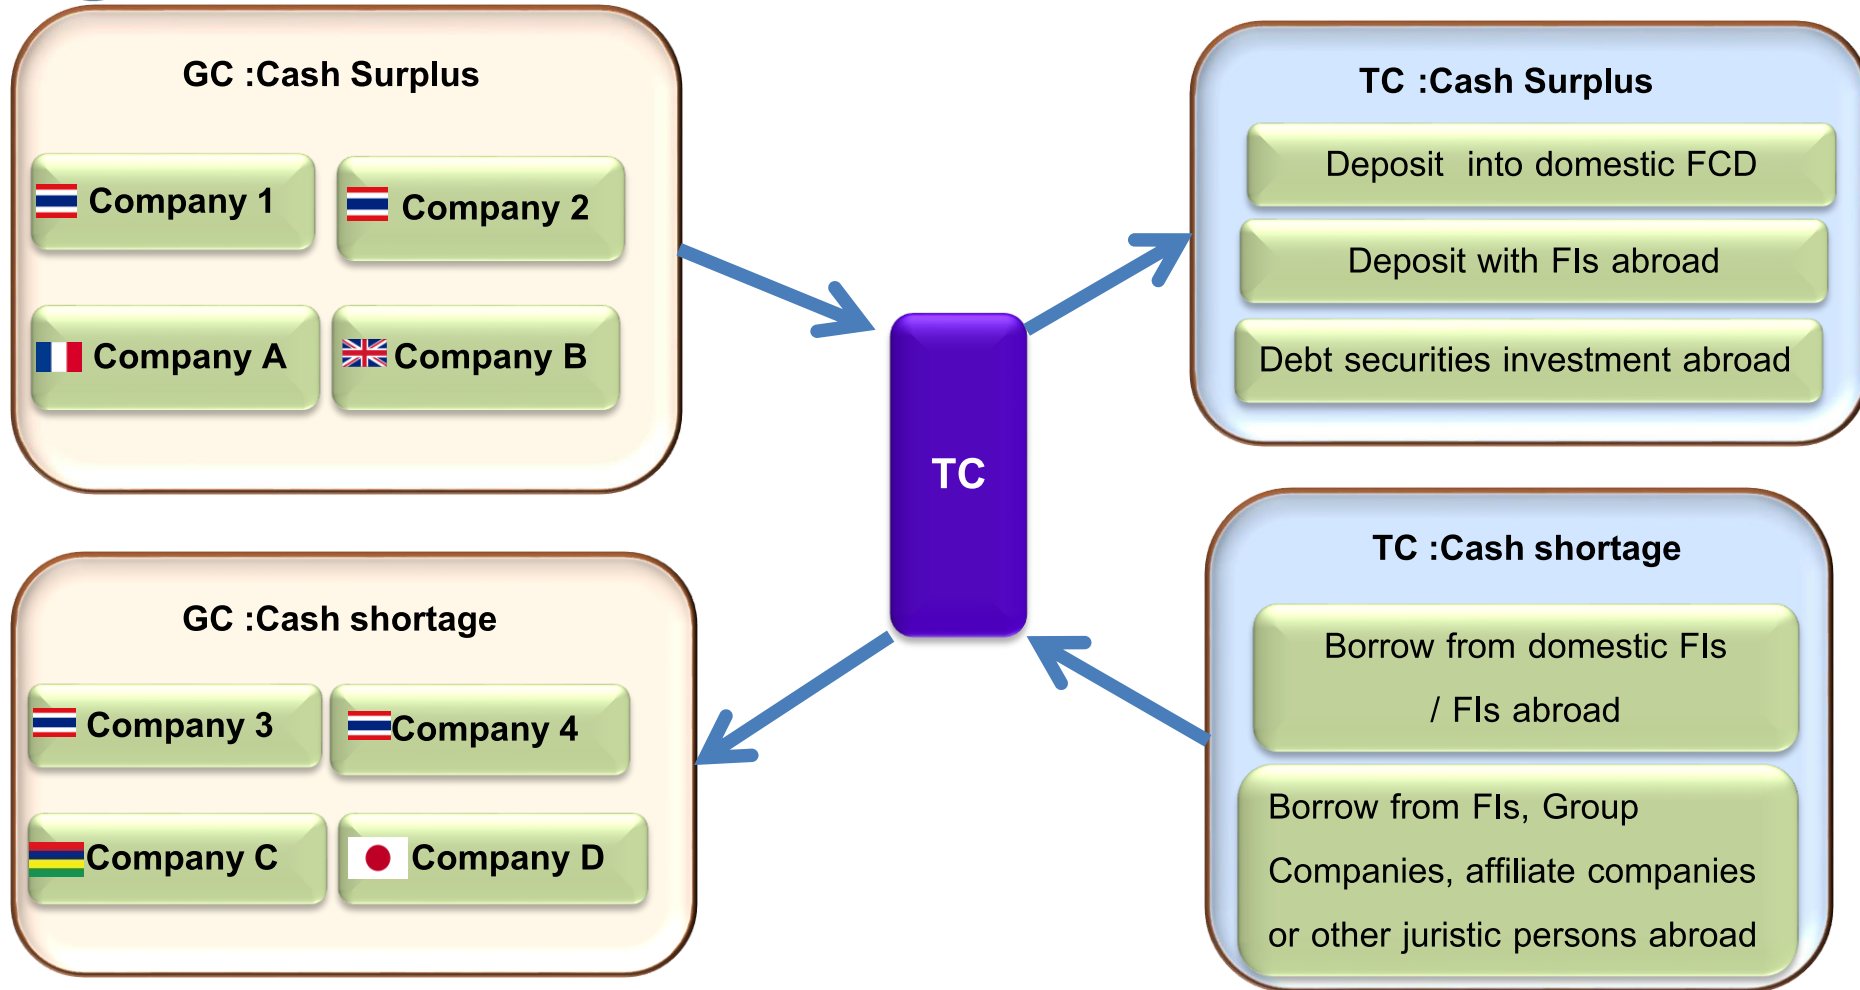 GC :Cash Surplus
Company 1
Company 2
Company A
Company B
GC :Cash shortage
Company 3
Company 4
Company C
Company D
TC
TC :Cash Surplus
Deposit into domestic FCD
Deposit with FIs abroad
Debt securities investment abroad
TC :Cash shortage
Borrow from domestic FIs
/ FIs abroad
Borrow from FIs, Group
Companies, affiliate companies
or other juristic persons abroad